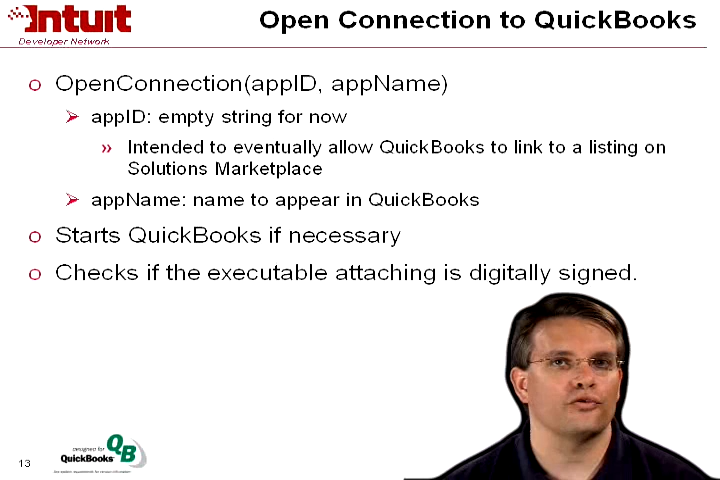 Intuit
Developer Network
Open Connection to QuickBooks
o OpenConnection(appID, appName)
➢ appID: empty string for now
» Intended to eventually allow QuickBooks to link to a listing on
Solutions Marketplace
➢ appName: name to appear in QuickBooks
o Starts QuickBooks if necessary
o Checks if the executable attaching is digitally signed.
13
designed for
QuickBooks
QB